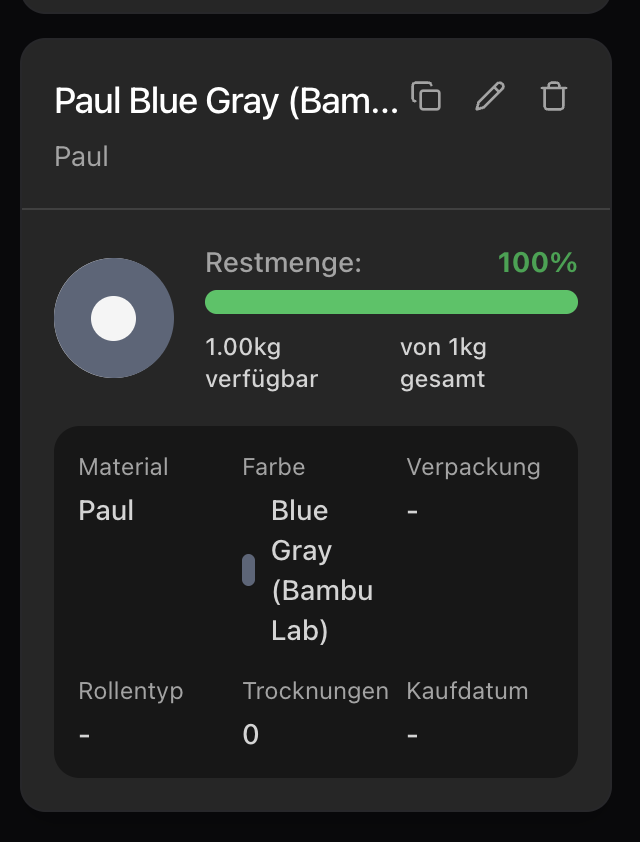 Paul Blue Gray (Bam...
Paul
Restmenge: 100%
1.00kg verfügbar
von 1kg gesamt
Material
Paul
Farbe
Blue
Gray
(Bambu
Lab)
Verpackung
-
Rollentyp
-
Trocknungen
0
Kaufdatum
-